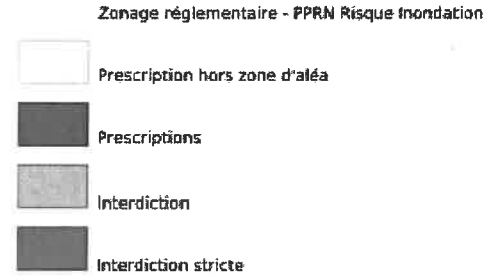 Zonage réglementaire - PPRN Risque Inondation
Prescription hors zone d'aléa
Prescriptions
Interdiction
Interdiction stricte